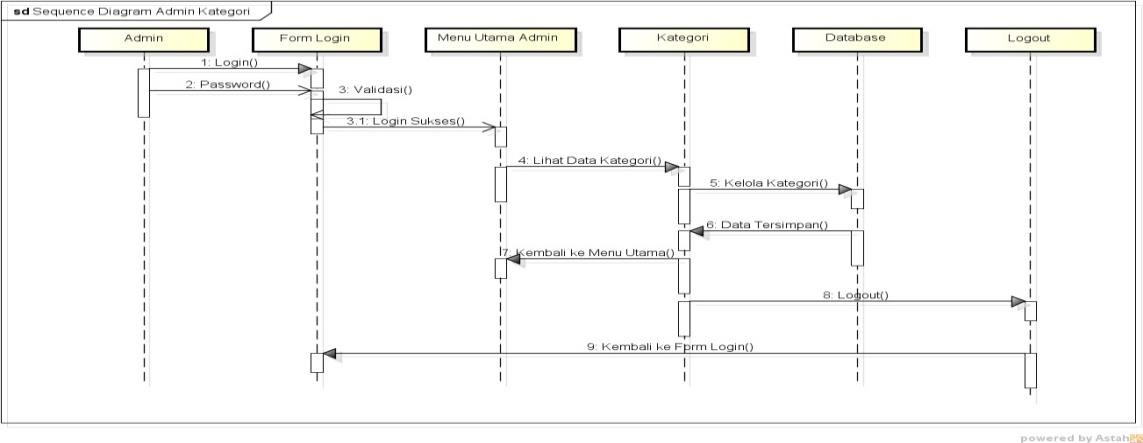 sd Sequence Diagram Admin Kategori
Admin
Form Login
Menu Utama Admin
Kategori
Database
Logout
1: Login()
2: Password()
3: Validasi()
3.1: Login Sukses()
4: Lihat Data Kategori()
5: Kelola Kategori()
6: Data Tersimpan()
7: Kembali ke Menu Utama()
8: Logout()
9: Kembali ke Form Login()
powered by Astah